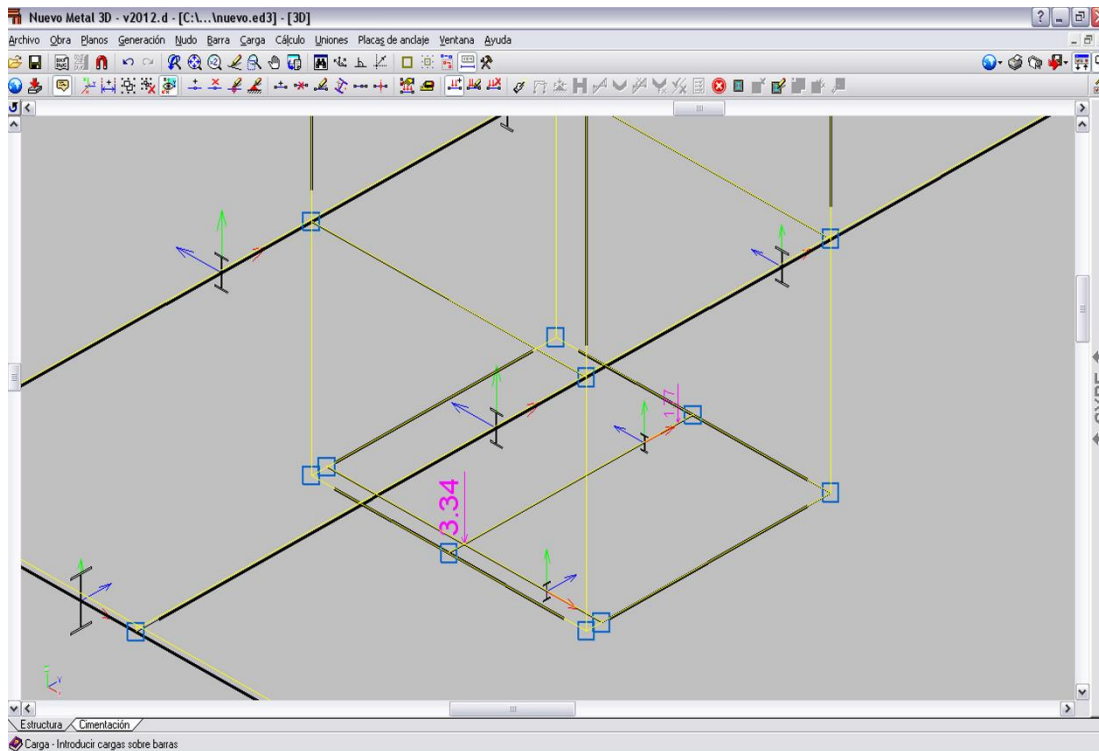 Nuevo Metal 3D - v2012.d - [C:\...\nuevo.ed3] - [3D]
Archivo Obra Planos Generación Nudo Barra Carga Cálculo Uniones Placas de anclaje Ventana Ayuda
1.77
3.34
CYPE
Estructura Cimentación
Carga - Introducir cargas sobre barras